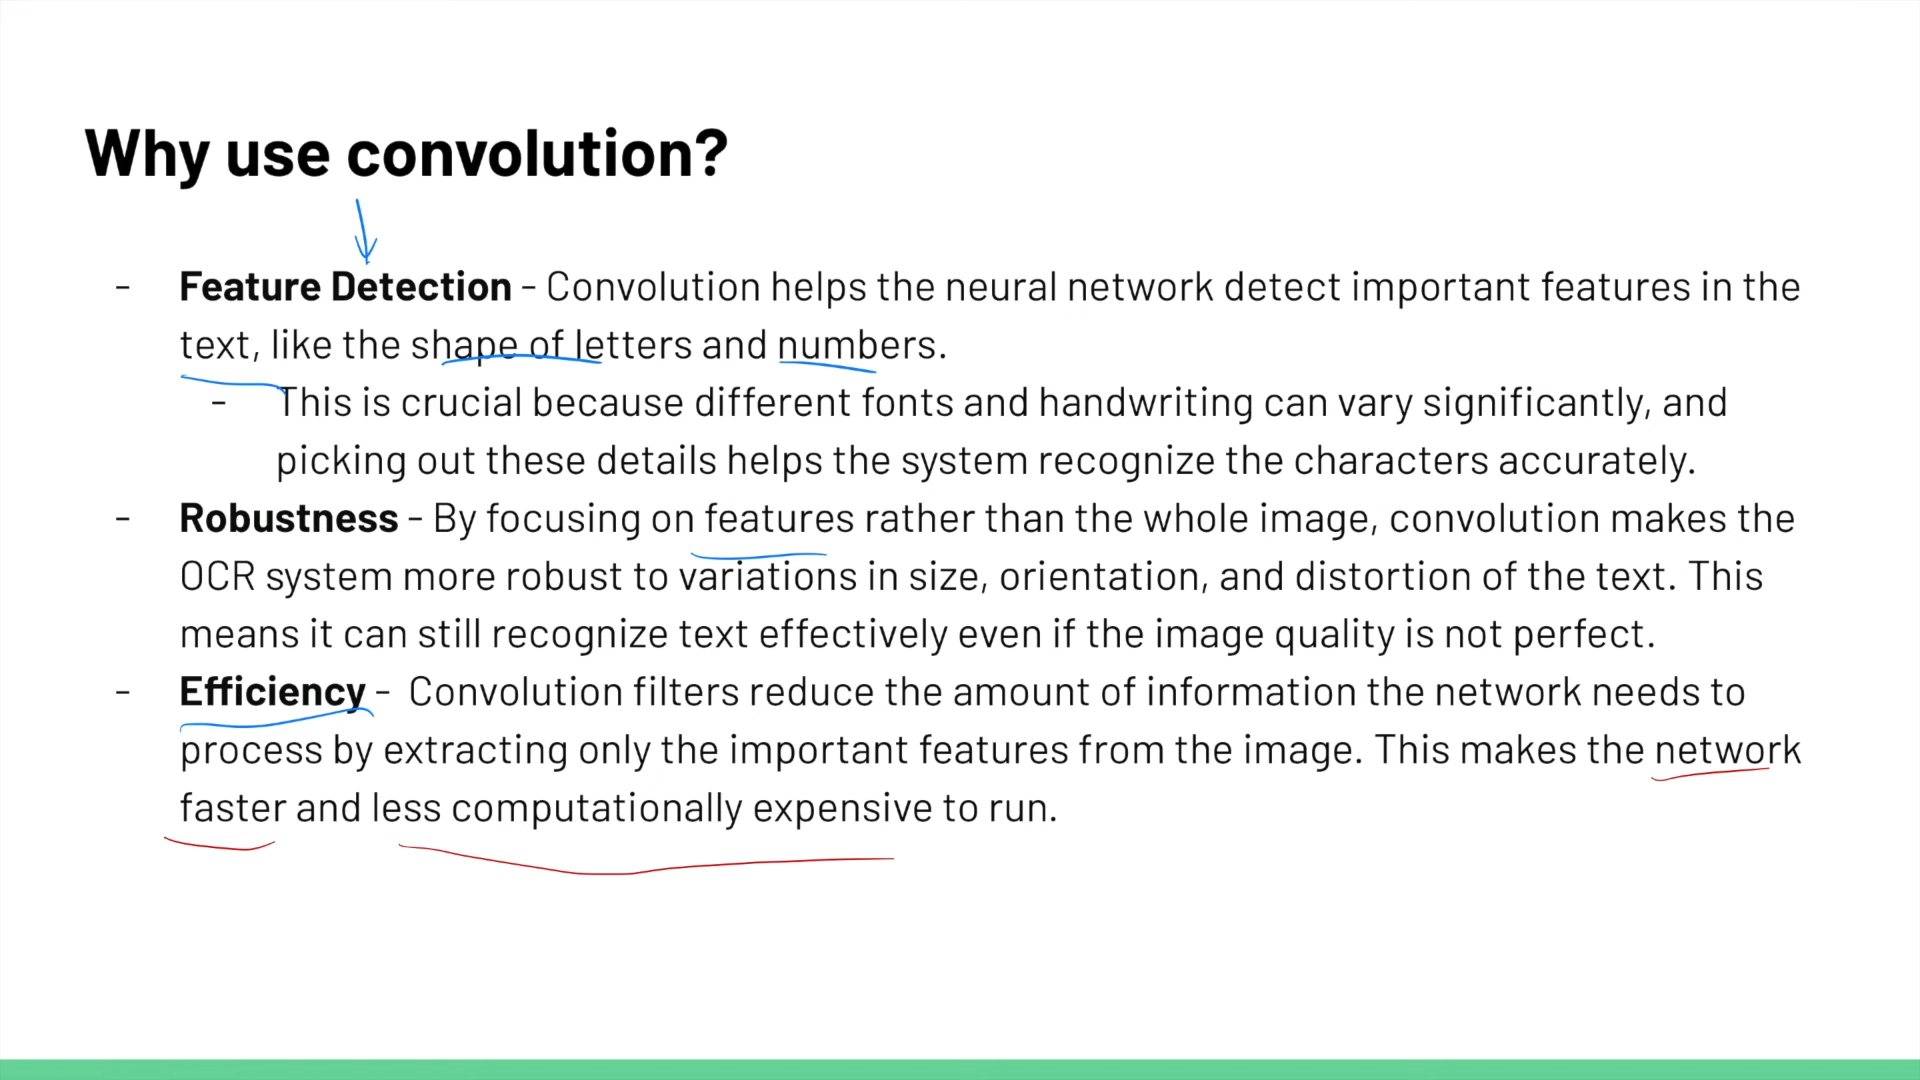 Why use convolution?
- Feature Detection - Convolution helps the neural network detect important features in the
text, like the shape of letters and numbers.
- This is crucial because different fonts and handwriting can vary significantly, and
picking out these details helps the system recognize the characters accurately.
- Robustness - By focusing on features rather than the whole image, convolution makes the
OCR system more robust to variations in size, orientation, and distortion of the text. This
means it can still recognize text effectively even if the image quality is not perfect.
- Efficiency - Convolution filters reduce the amount of information the network needs to
process by extracting only the important features from the image. This makes the network
faster and less computationally expensive to run.